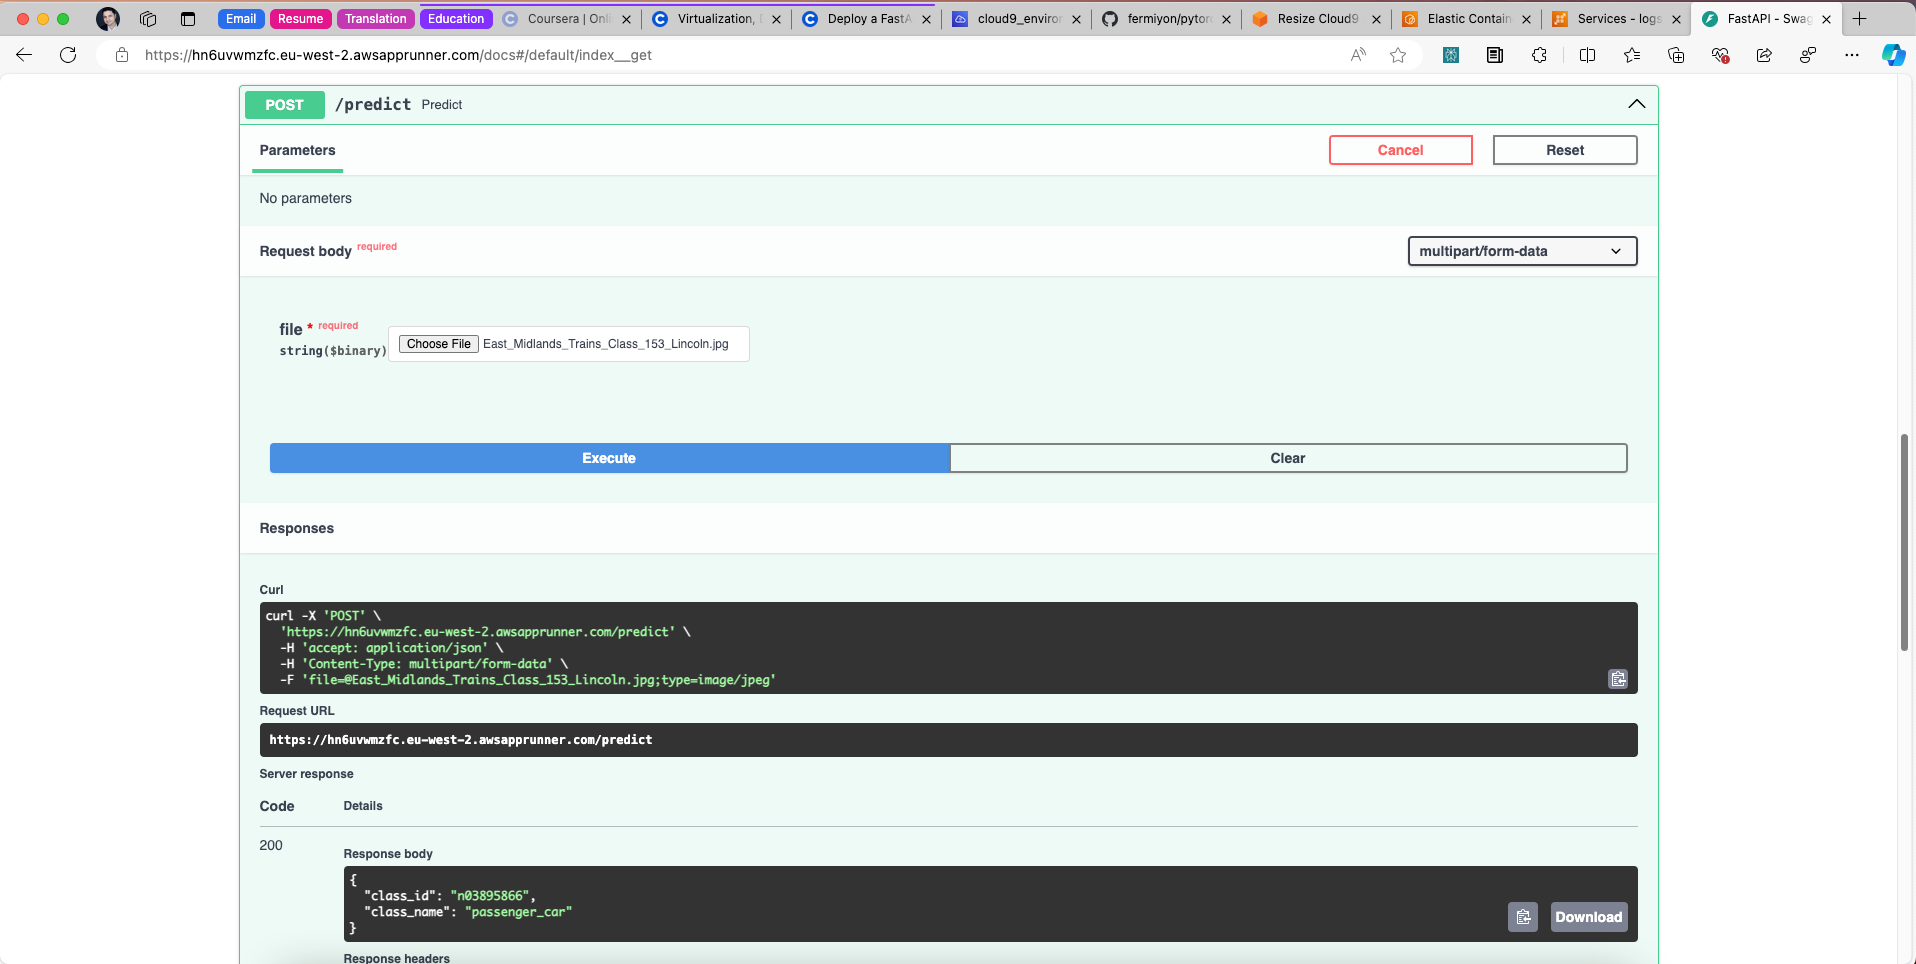 Email Resume Translation Education Coursera | Onli Virtualization, D Deploy a FastA cloud9_enviror fermiyon/pytor Resize Cloud9 Elastic Contain Services - logs FastAPI - Swag
https://hn6uvwmzfc.eu-west-2.awsapprunner.com/docs#/default/index__get
POST /predict Predict
Parameters Cancel Reset
No parameters
Request body required multipart/form-data
file * required
string($binary) Choose File East_Midlands_Trains_Class_153_Lincoln.jpg
Execute Clear
Responses
Curl
curl -X 'POST' \
'https://hn6uvwmzfc.eu-west-2.awsapprunner.com/predict' \
-H 'accept: application/json' \
-H 'Content-Type: multipart/form-data' \
-F 'file=@East_Midlands_Trains_Class_153_Lincoln.jpg;type=image/jpeg'
Request URL
https://hn6uvwmzfc.eu-west-2.awsapprunner.com/predict
Server response
Code Details
200
Response body
{
"class_id": "n03895866",
"class_name": "passenger_car"
}
Download
Response headers